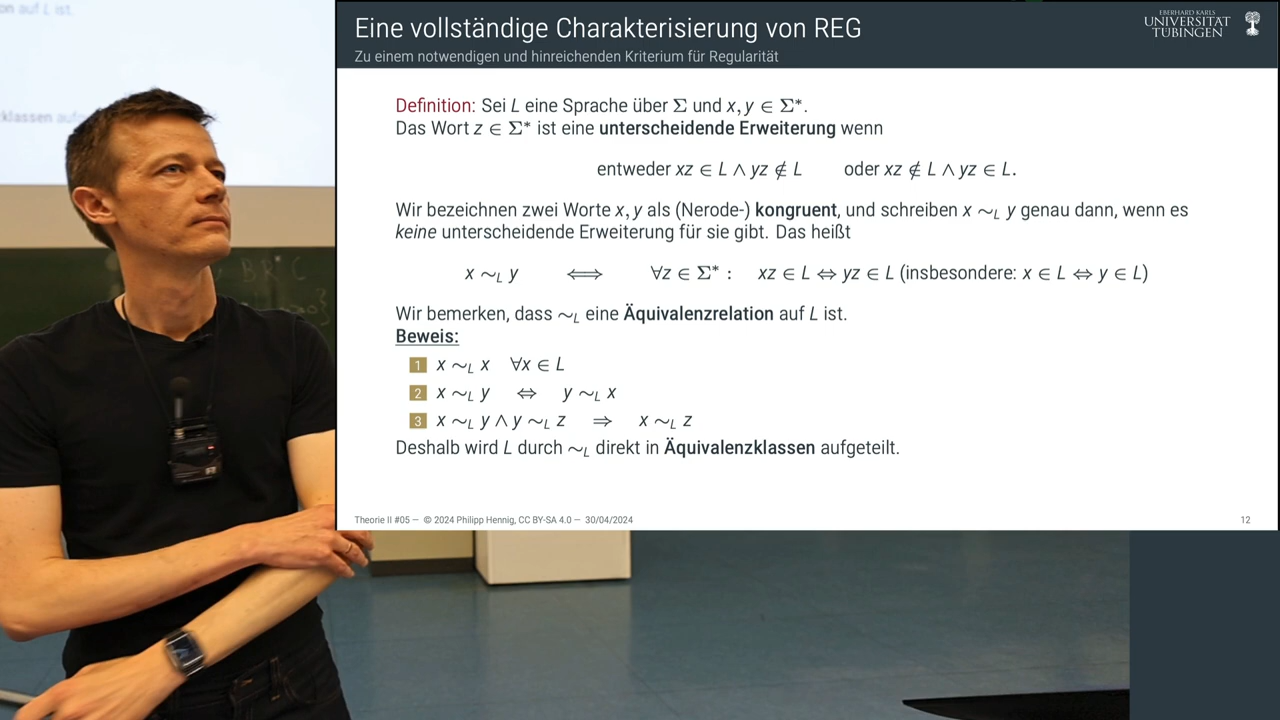 on auf L ist.
klassen aufg
Eine vollständige Charakterisierung von REG
Zu einem notwendigen und hinreichenden Kriterium für Regularität
EBERHARD KARLS
UNIVERSITÄT
TÜBINGEN
Definition: Sei L eine Sprache über Σ und x, y ∈ Σ*.
Das Wort z ∈ Σ* ist eine unterscheidende Erweiterung wenn
entweder xz ∈ L ∧ yz ∉ L oder xz ∉ L ∧ yz ∈ L.
Wir bezeichnen zwei Worte x, y als (Nerode-) kongruent, und schreiben x ∼L y genau dann, wenn es
keine unterscheidende Erweiterung für sie gibt. Das heißt
x ∼L y ⟺ ∀z ∈ Σ* : xz ∈ L ⇔ yz ∈ L (insbesondere: x ∈ L ⇔ y ∈ L)
Wir bemerken, dass ∼L eine Äquivalenzrelation auf L ist.
Beweis:
1 x ∼L x ∀x ∈ L
2 x ∼L y ⇔ y ∼L x
3 x ∼L y ∧ y ∼L z ⇒ x ∼L z
Deshalb wird L durch ∼L direkt in Äquivalenzklassen aufgeteilt.
Theorie II #05 — © 2024 Philipp Hennig, CC BY-SA 4.0 — 30/04/2024
12